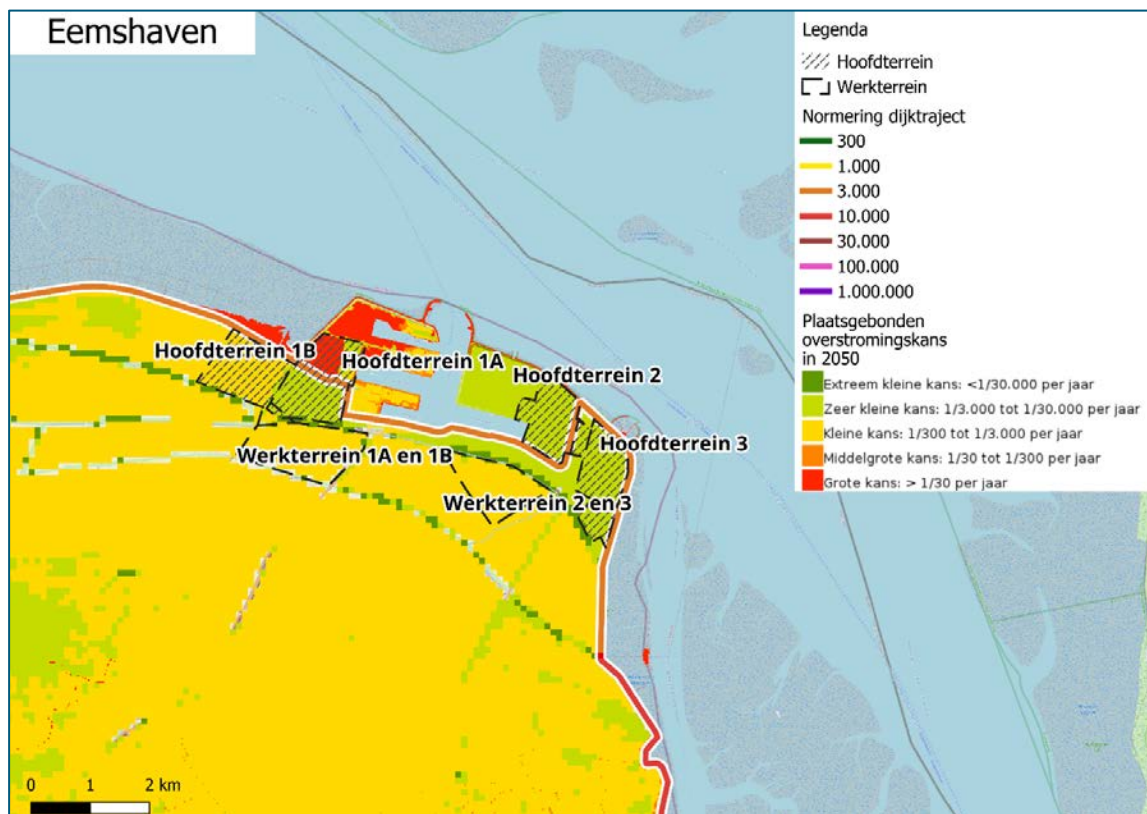 Eemshaven
Legenda
Hoofdterrein
Werkterrein
Normering dijktraject
300
1.000
3.000
10.000
30.000
100.000
1.000.000
Plaatsgebonden
overstromingskans
in 2050
Extreem kleine kans: <1/30.000 per jaar
Zeer kleine kans: 1/3.000 tot 1/30.000 per jaar
Kleine kans: 1/300 tot 1/3.000 per jaar
Middelgrote kans: 1/30 tot 1/300 per jaar
Grote kans: > 1/30 per jaar
Hoofdterrein 1B
Hoofdterrein 1A
Hoofdterrein 2
Hoofdterrein 3
Werkterrein 1A en 1B
Werkterrein 2 en 3
0 1 2 km